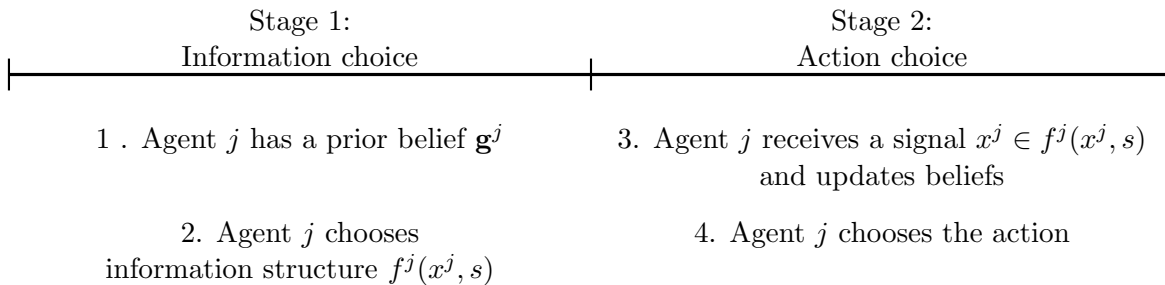 Stage 1:
Information choice
Stage 2:
Action choice
1 . Agent j has a prior belief g^j
2. Agent j chooses
information structure f^j(x^j, s)
3. Agent j receives a signal x^j ∈ f^j(x^j, s)
and updates beliefs
4. Agent j chooses the action